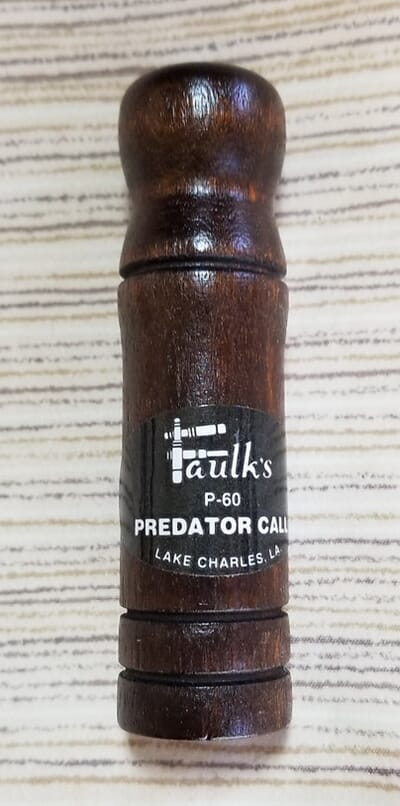 Faulk's
P-60
PREDATOR CALL
LAKE CHARLES, LA.